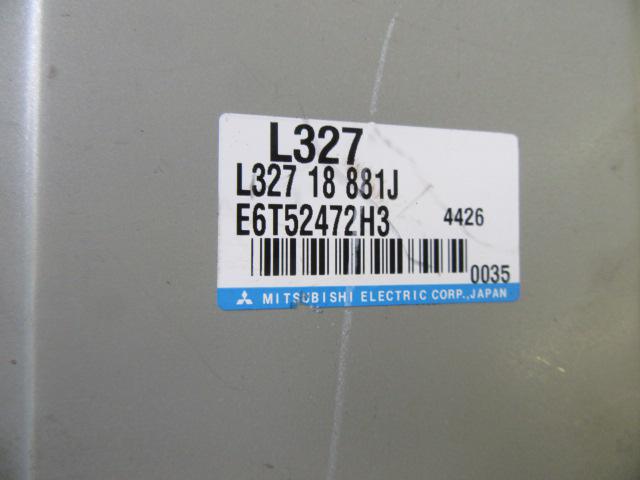 L327
L327 18 881J
E6T52472H3 4426
0035
MITSUBISHI ELECTRIC CORP.,JAPAN